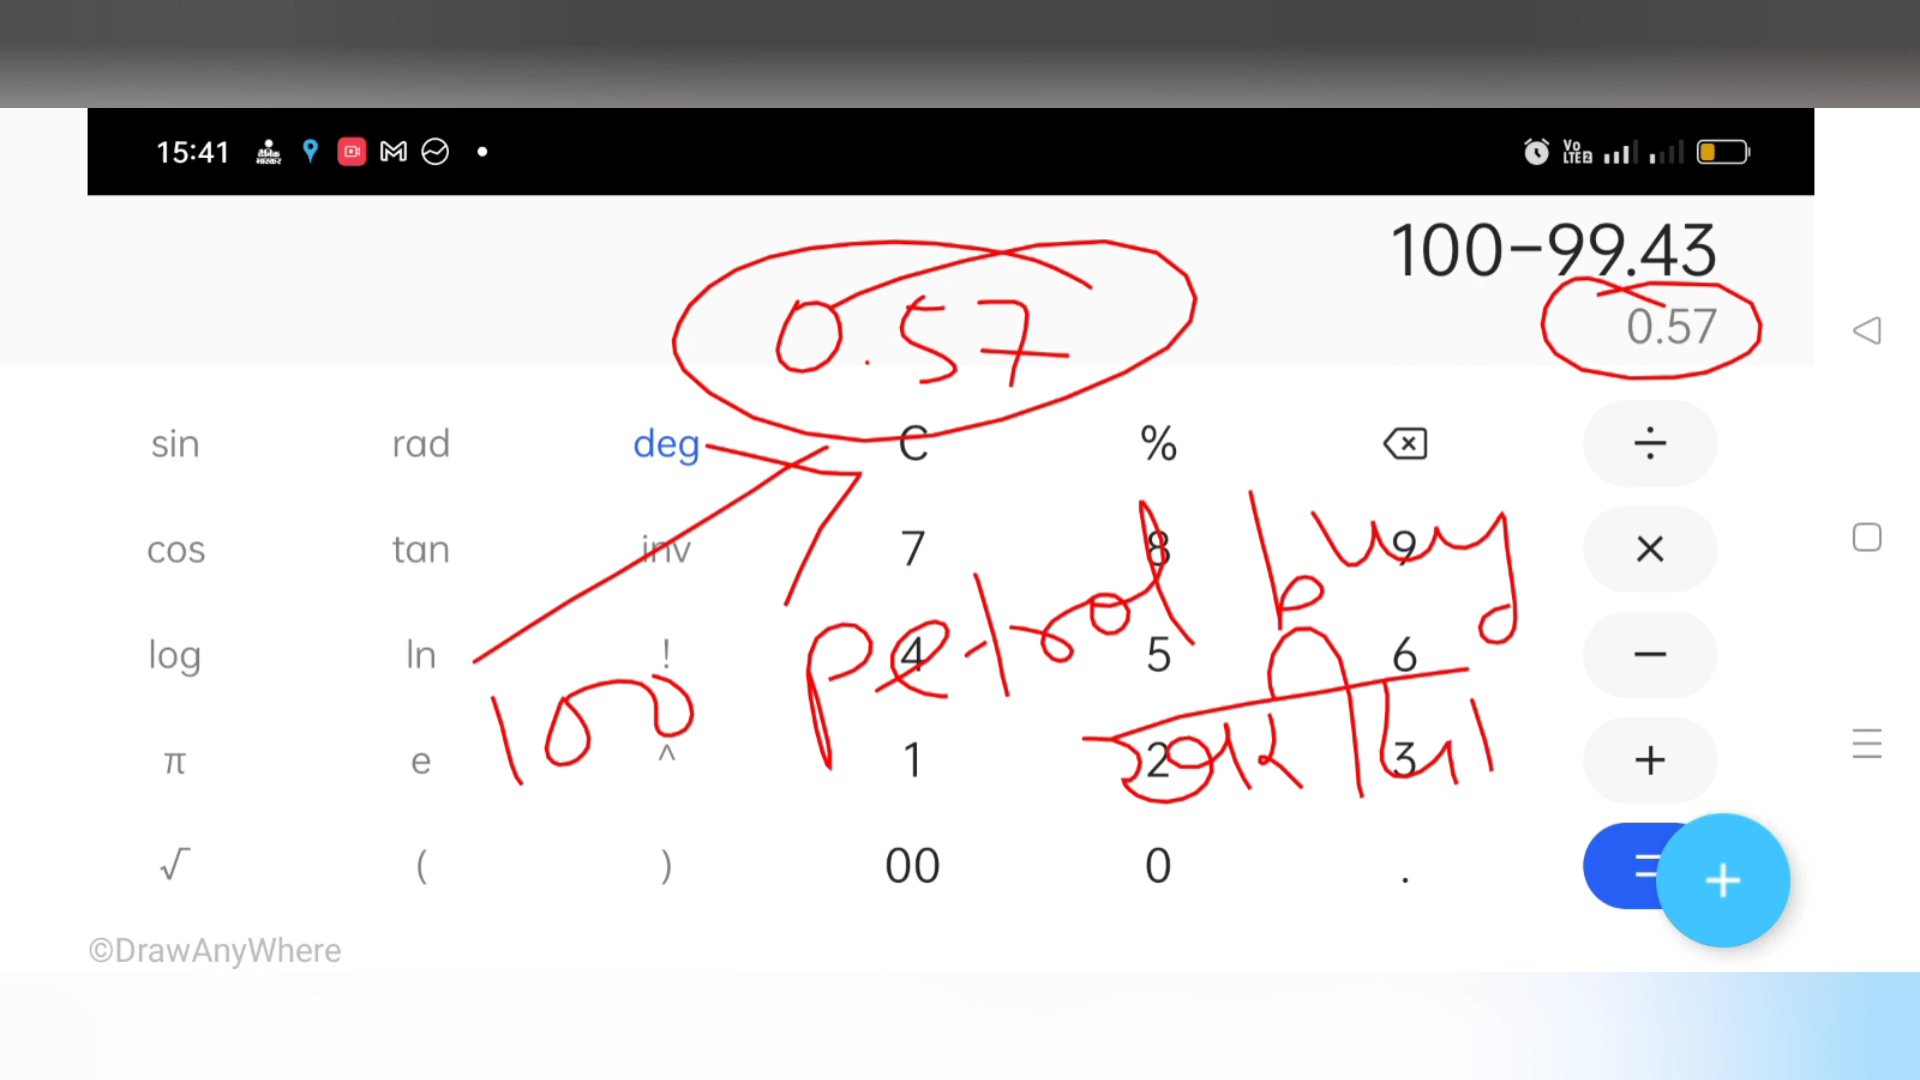 15:41
VoLTE2
100−99.43
0.57
0.57
sin rad deg C % ÷
cos tan inv 7 8 9 ×
petrol buy
log ln ! 4 5 6 −
100
π e ^ 1 2 3 +
√ ( ) 00 0 . =
+
©DrawAnyWhere